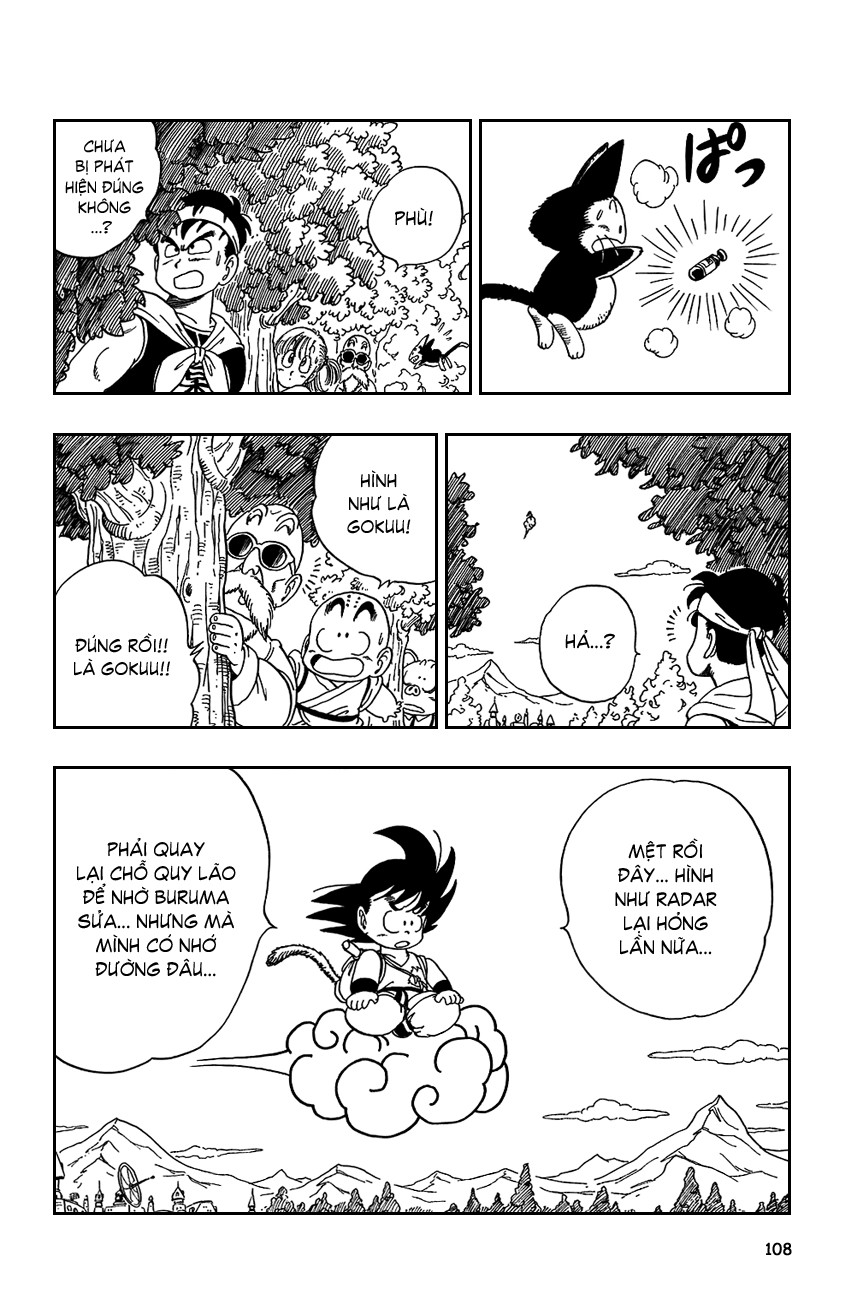 ぱっ
PHÙ!
CHƯA
BỊ PHÁT
HIỆN ĐÚNG
KHÔNG
...?
HẢ...?
HÌNH
NHƯ LÀ
GOKUU!
ĐÚNG RỒI!!
LÀ GOKUU!!
MỆT RỒI
ĐÂY... HÌNH
NHƯ RADAR
LẠI HỎNG
LẦN NỮA...
PHẢI QUAY
LẠI CHỖ QUY LÃO
ĐỂ NHỜ BURUMA
SỬA... NHƯNG MÀ
MÌNH CÓ NHỚ
ĐƯỜNG ĐÂU...
108